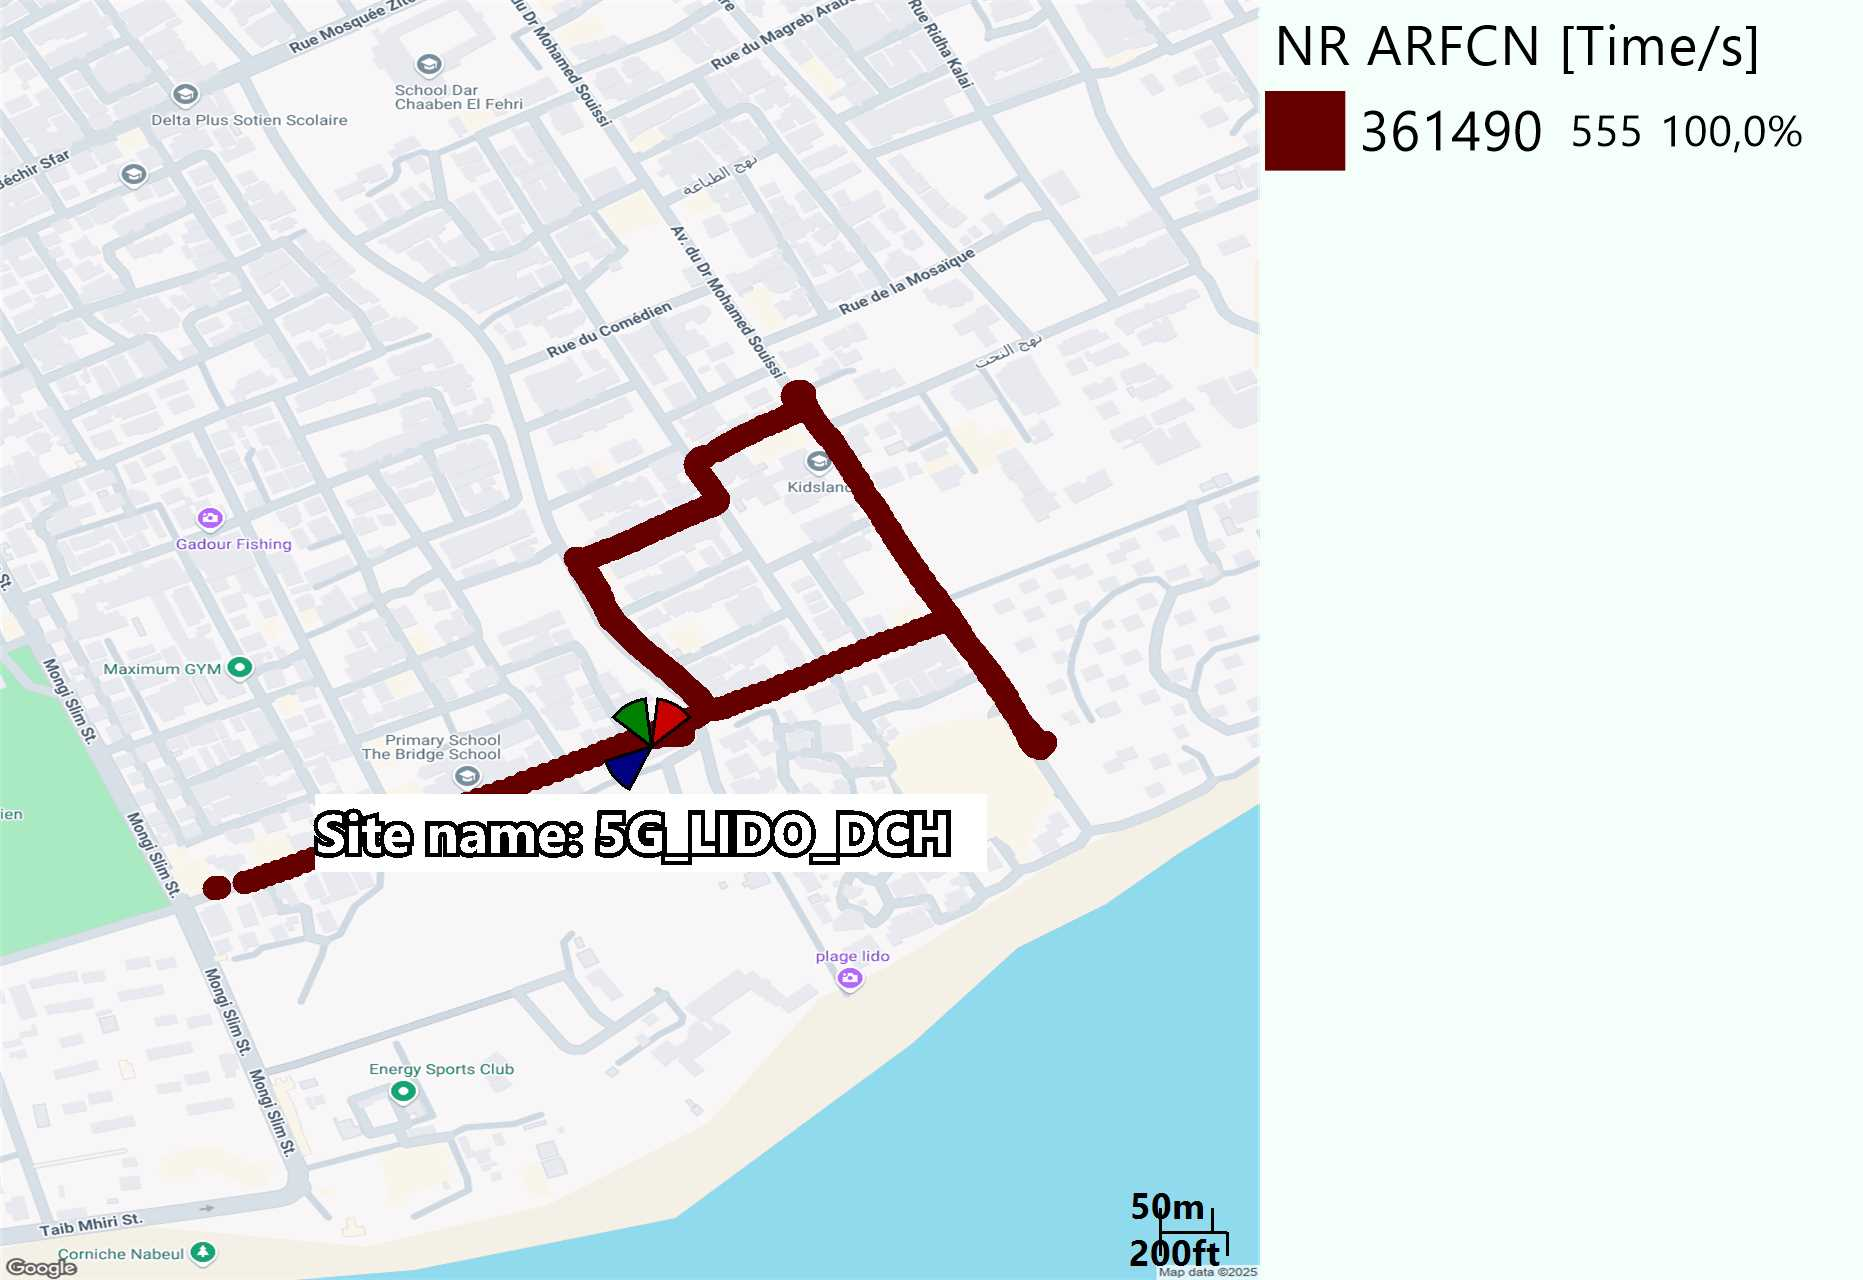 NR ARFCN [Time/s]
361490 555 100,0%
Rue Mosquée Zite
du Dr Mohamed Souissi
Rue du Magreb Arabe
Rue Ridha Kalai
School Dar
Chaaben El Fehri
Delta Plus Sotien Scolaire
Béchir Sfar
نهج الطباعة
Av. du Dr Mohamed Souissi
Rue de la Mosaïque
Rue du Comédien
نهج النحت
Kidsland
Gadour Fishing
St.
Maximum GYM
Mongi Slim St.
Primary School
The Bridge School
ien
Mongi Slim St.
Site name: 5G_LIDO_DCH
plage lido
Mongi Slim St.
Energy Sports Club
Mongi Slim St.
Taib Mhiri St.
Corniche Nabeul
50m
200ft
Google
Map data ©2025